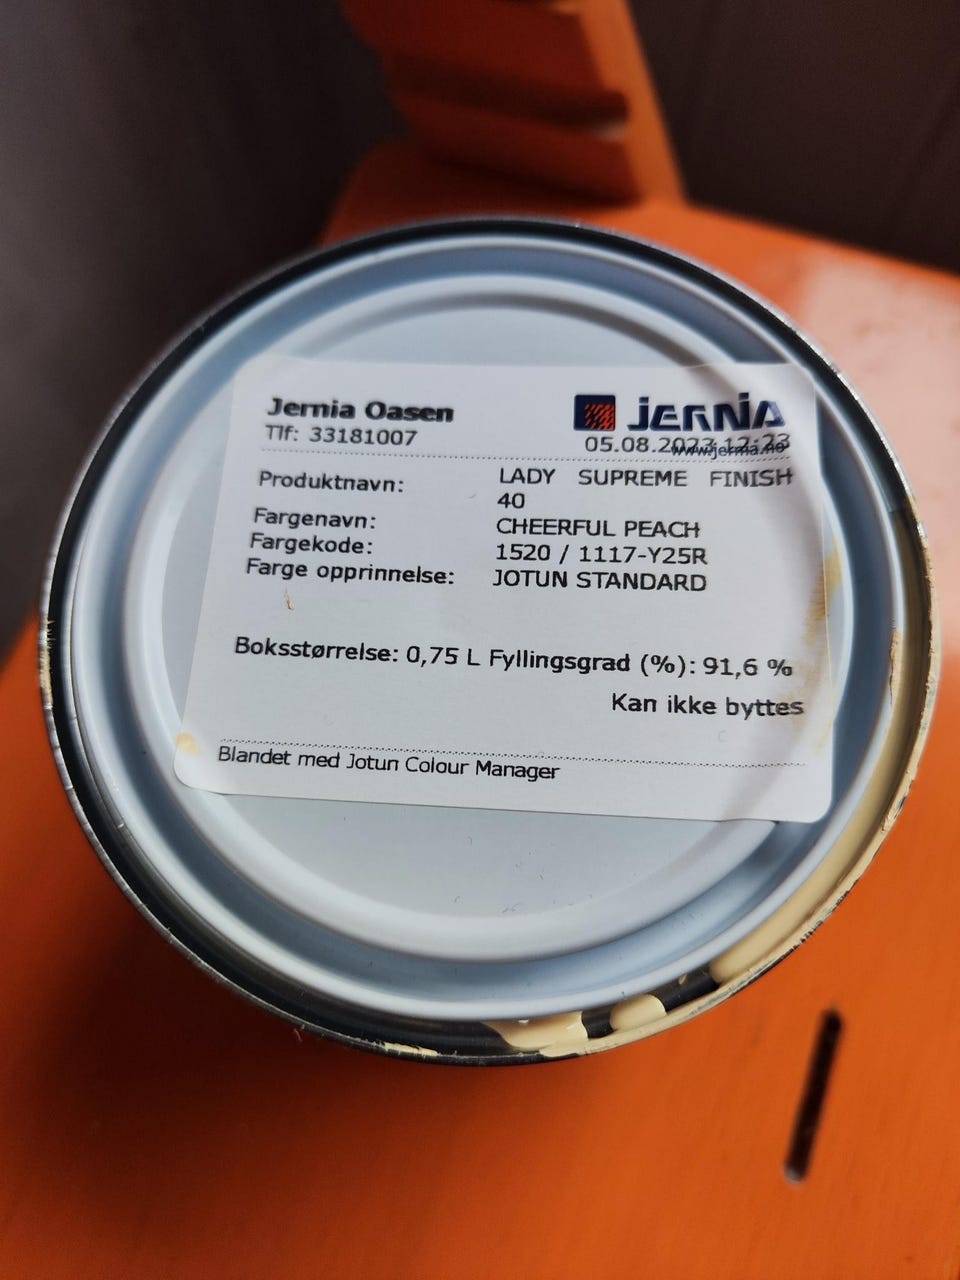 Jernia Oasen
JERNIA
Tlf: 33181007
05.08.2023 12:23
www.jernia.no
Produktnavn: LADY SUPREME FINISH
40
Fargenavn: CHEERFUL PEACH
Fargekode: 1520 / 1117-Y25R
Farge opprinnelse: JOTUN STANDARD
Boksstørrelse: 0,75 L Fyllingsgrad (%): 91,6 %
Kan ikke byttes
Blandet med Jotun Colour Manager